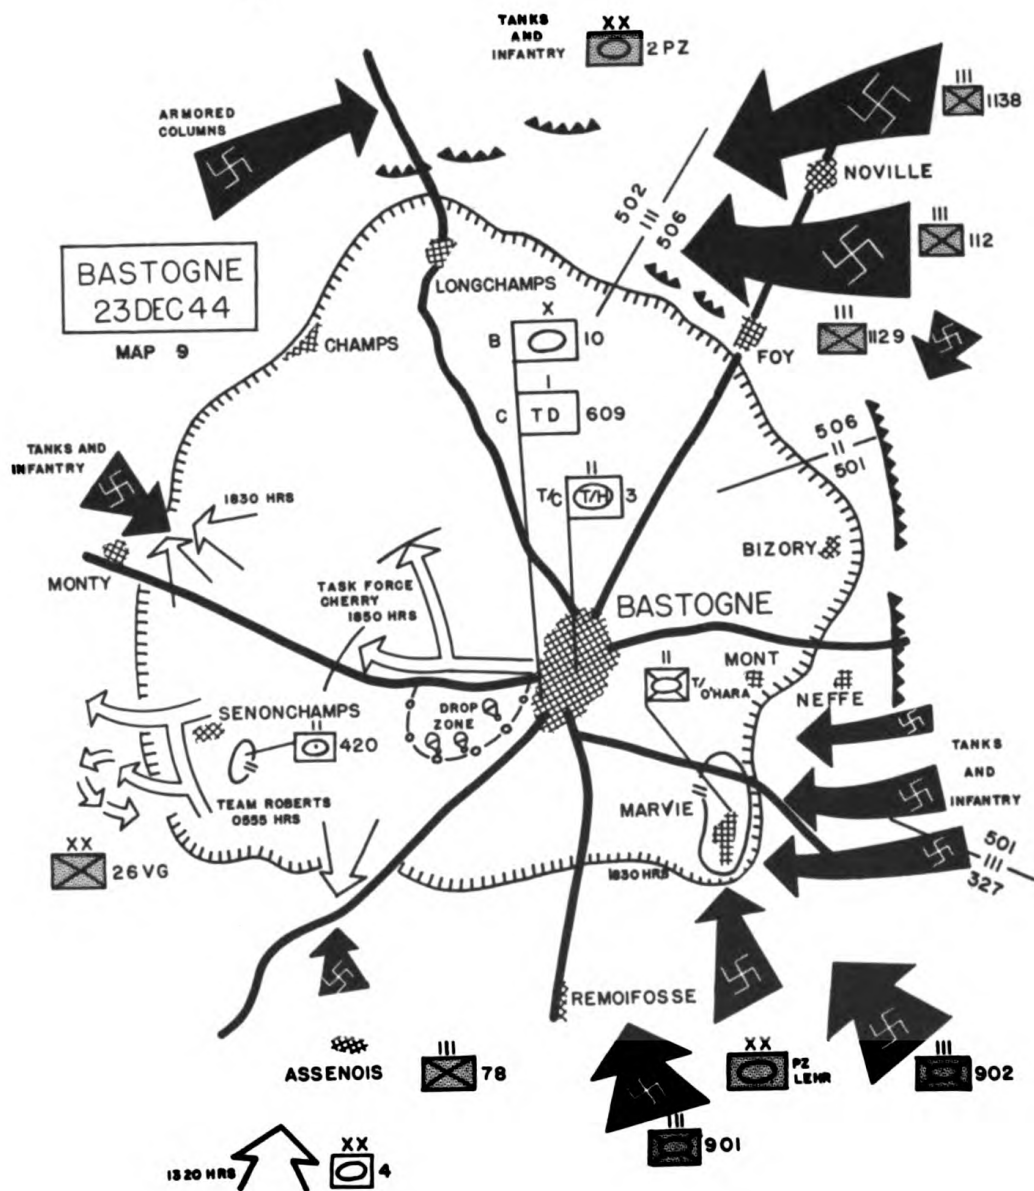 TANKS
AND
INFANTRY
XX
2 PZ
III
1138
ARMORED
COLUMNS
NOVILLE
502
III
506
III
112
BASTOGNE
23 DEC 44
MAP 9
LONGCHAMPS
X
B
10
III
1129
CHAMPS
FOY
I
C
TD
609
506
II
501
TANKS AND
INFANTRY
1830 HRS
II
T/C
T/H
3
BIZORY
MONTY
TASK FORCE
CHERRY
1850 HRS
BASTOGNE
II
T/
O'HARA
MONT
NEFFE
DROP
ZONE
SENONCHAMPS
II
420
TANKS
AND
INFANTRY
TEAM ROBERTS
0555 HRS
MARVIE
II
XX
26 VG
1830 HRS
501
III
327
REMOIFOSSE
ASSENOIS
III
78
XX
PZ
LEHR
III
902
III
901
1320 HRS
XX
4